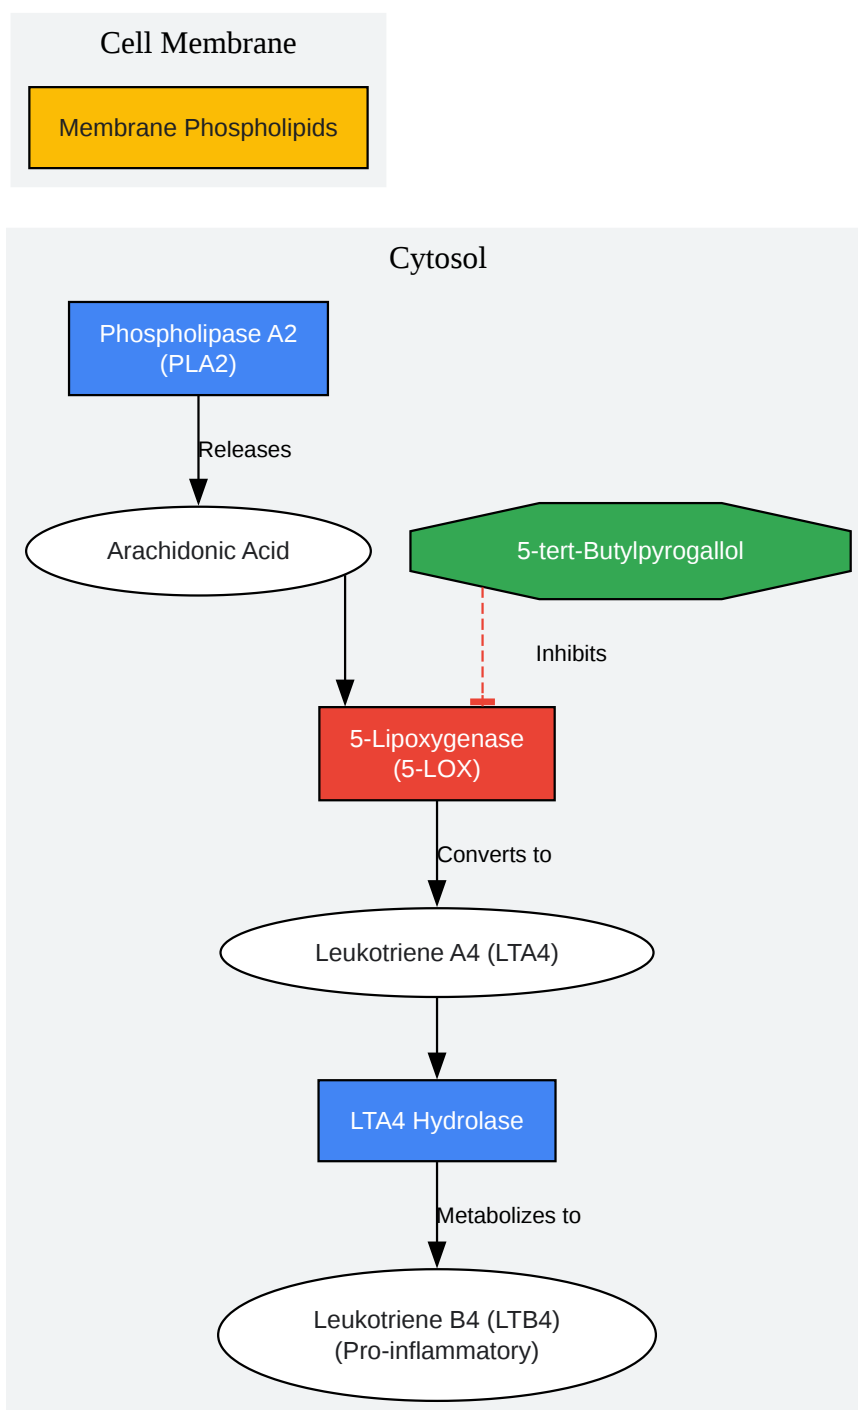 Cell Membrane
Membrane Phospholipids
Cytosol
Phospholipase A2
(PLA2)
Releases
Arachidonic Acid
5-tert-Butylpyrogallol
Inhibits
5-Lipoxygenase
(5-LOX)
Converts to
Leukotriene A4 (LTA4)
LTA4 Hydrolase
Metabolizes to
Leukotriene B4 (LTB4)
(Pro-inflammatory)